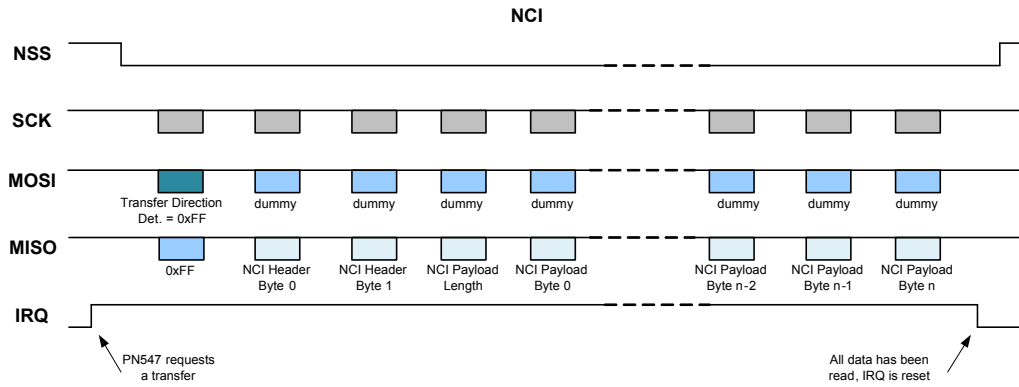 NCI
NSS
SCK
MOSI
Transfer Direction
Det. = 0xFF
dummy
dummy
dummy
dummy
dummy
dummy
dummy
MISO
0xFF
NCI Header
Byte 0
NCI Header
Byte 1
NCI Payload
Length
NCI Payload
Byte 0
NCI Payload
Byte n-2
NCI Payload
Byte n-1
NCI Payload
Byte n
IRQ
PN547 requests
a transfer
All data has been
read, IRQ is reset